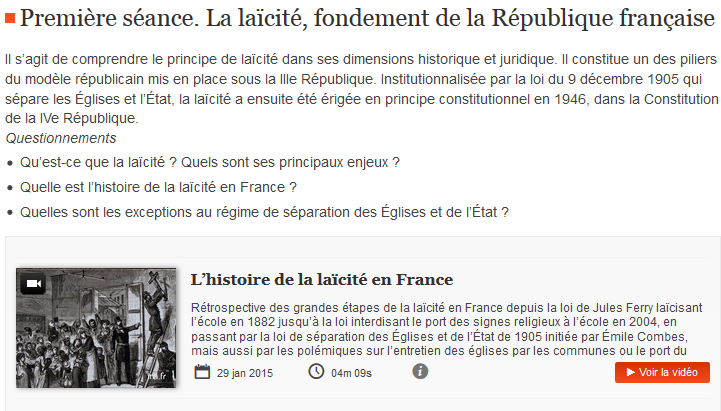 Première séance. La laïcité, fondement de la République française
Il s’agit de comprendre le principe de laïcité dans ses dimensions historique et juridique. Il constitue un des piliers
du modèle républicain mis en place sous la IIIe République. Institutionnalisée par la loi du 9 décembre 1905 qui
sépare les Églises et l’État, la laïcité a ensuite été érigée en principe constitutionnel en 1946, dans la Constitution
de la IVe République.
Questionnements
• Qu’est-ce que la laïcité ? Quels sont ses principaux enjeux ?
• Quelle est l’histoire de la laïcité en France ?
• Quelles sont les exceptions au régime de séparation des Églises et de l’État ?
L’histoire de la laïcité en France
Rétrospective des grandes étapes de la laïcité en France depuis la loi de Jules Ferry laïcisant
l’école en 1882 jusqu’à la loi interdisant le port des signes religieux à l’école en 2004, en
passant par la loi de séparation des Églises et de l’État de 1905 initiée par Émile Combes,
mais aussi par les polémiques sur l’entretien des églises par les communes ou le port du
29 jan 2015 04m 09s Voir la vidéo